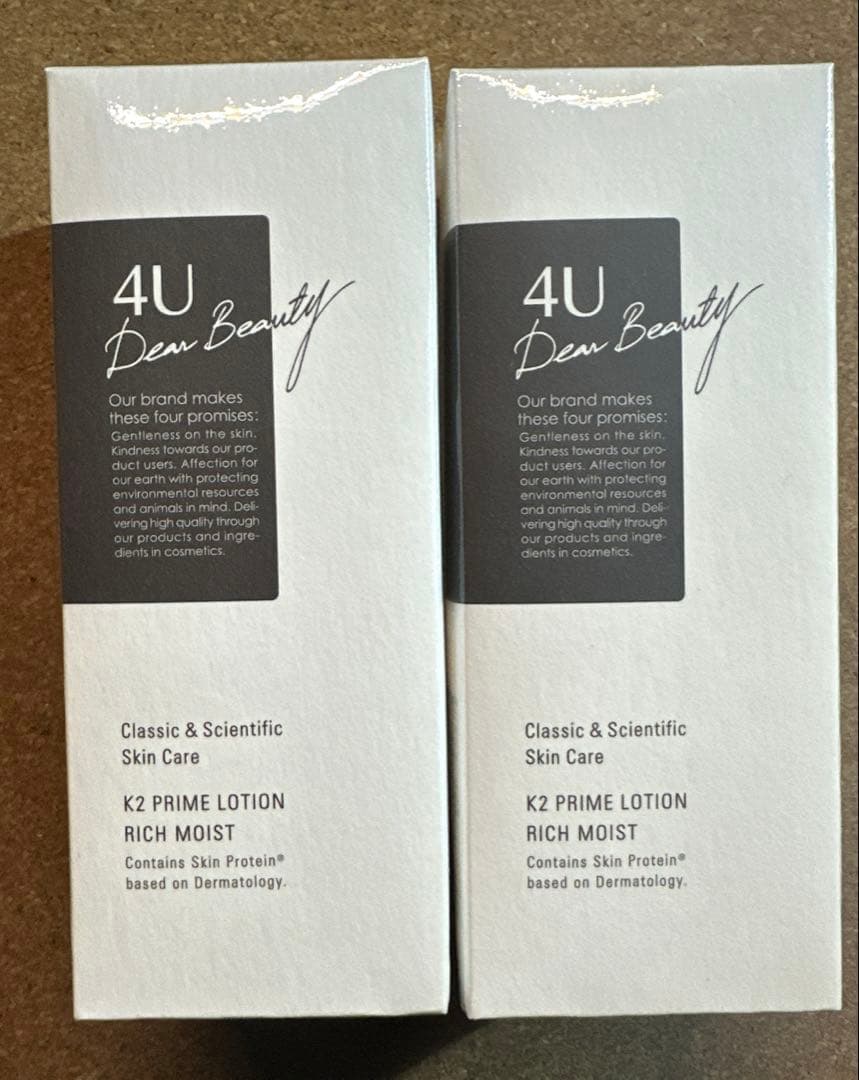 4U
Dear Beauty
Our brand makes
these four promises:
Gentleness on the skin.
Kindness towards our pro-
duct users. Affection for
our earth with protecting
environmental resources
and animals in mind. Deli-
vering high quality through
our products and ingre-
dients in cosmetics.
Classic & Scientific
Skin Care
K2 PRIME LOTION
RICH MOIST
Contains Skin Protein®
based on Dermatology.
4U
Dear Beauty
Our brand makes
these four promises:
Gentleness on the skin.
Kindness towards our pro-
duct users. Affection for
our earth with protecting
environmental resources
and animals in mind. Deli-
vering high quality through
our products and ingre-
dients in cosmetics.
Classic & Scientific
Skin Care
K2 PRIME LOTION
RICH MOIST
Contains Skin Protein®
based on Dermatology.